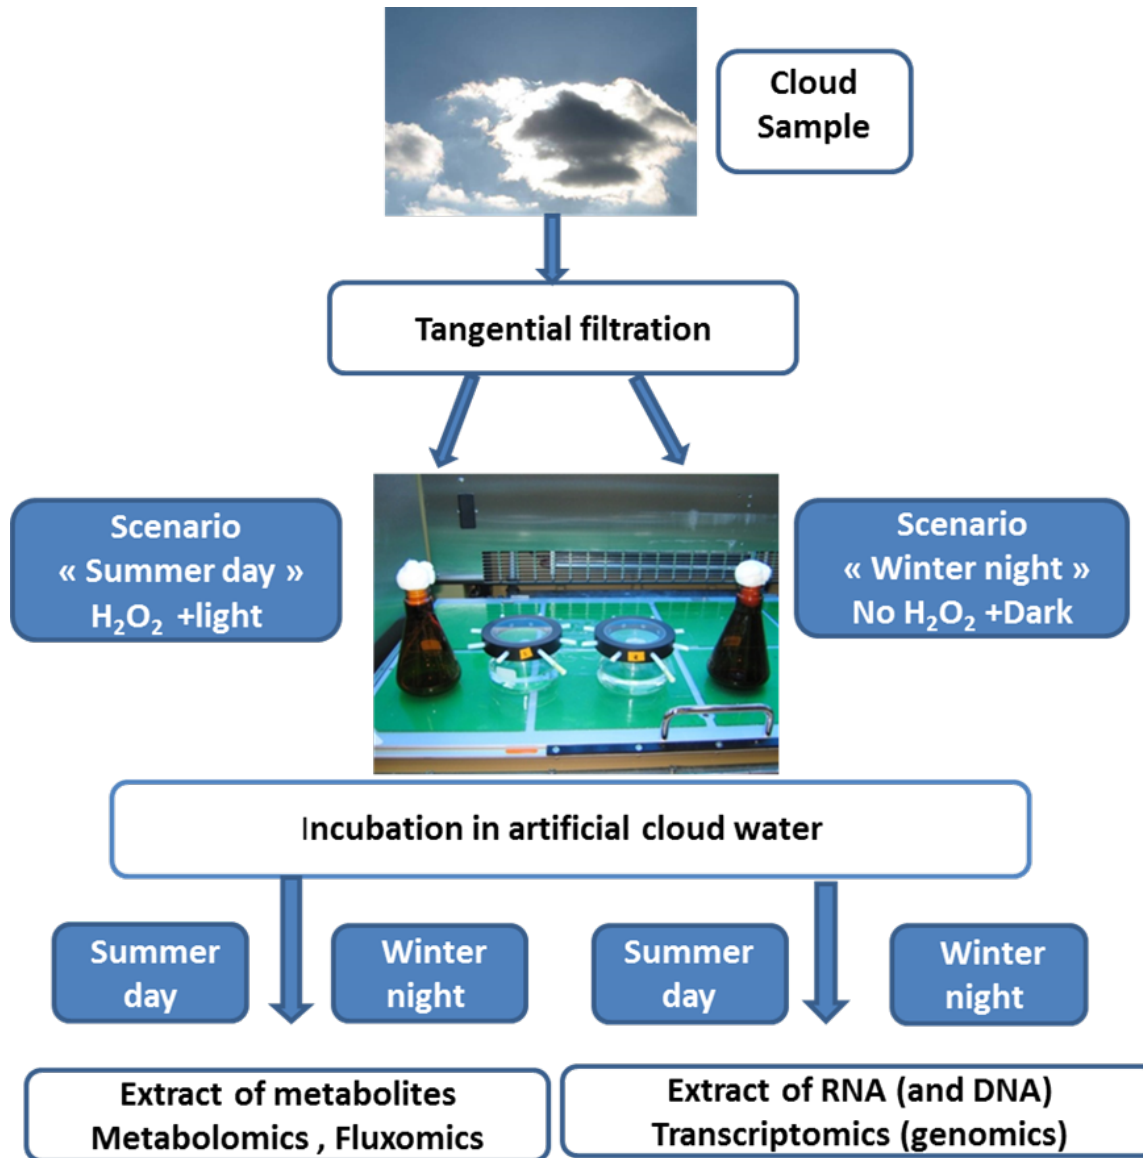 Cloud
Sample
Tangential filtration
Scenario
« Summer day »
H₂O₂ +light
Scenario
« Winter night »
No H₂O₂ +Dark
Incubation in artificial cloud water
Summer
day
Winter
night
Summer
day
Winter
night
Extract of metabolites
Metabolomics , Fluxomics
Extract of RNA (and DNA)
Transcriptomics (genomics)